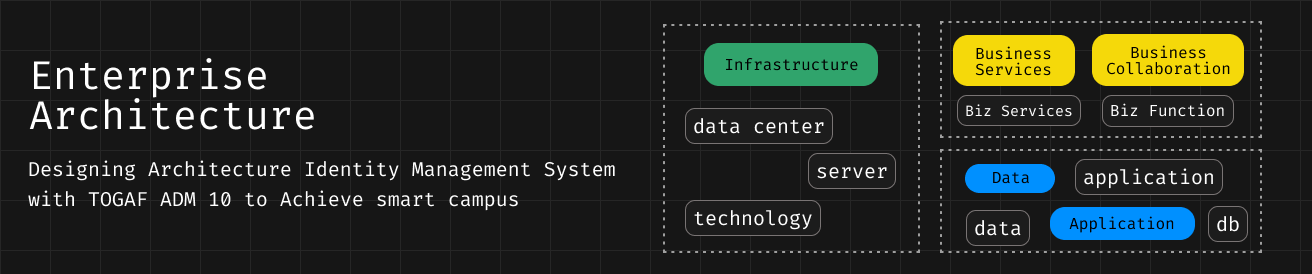 Enterprise
Architecture
Designing Architecture Identity Management System
with TOGAF ADM 10 to Achieve smart campus
Infrastructure
data center
server
technology
Business
Services
Business
Collaboration
Biz Services
Biz Function
Data
application
data
Application
db